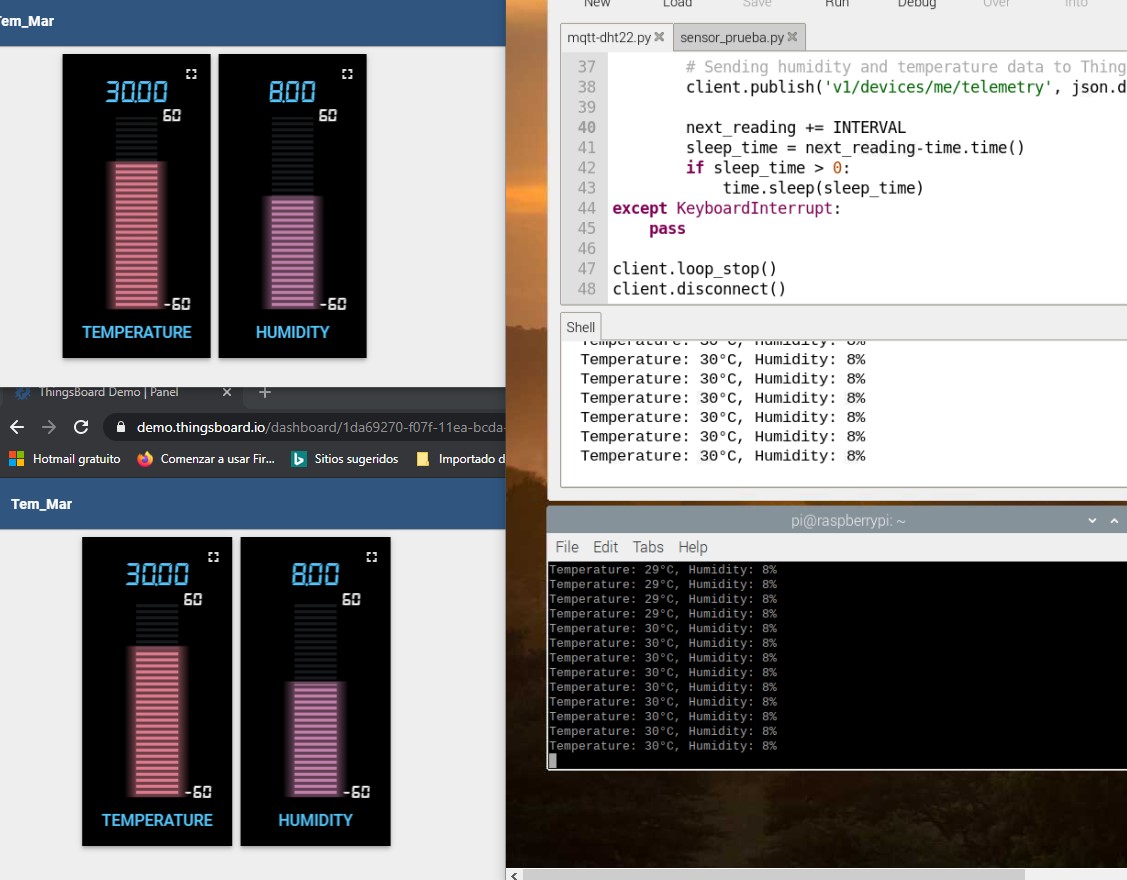 Tem_Mar
30.00
60
-60
TEMPERATURE
8.00
60
-60
HUMIDITY
ThingsBoard Demo | Panel
demo.thingsboard.io/dashboard/1da69270-f07f-11ea-bcda-
Hotmail gratuito
Comenzar a usar Fir...
Sitios sugeridos
Importado d
Tem_Mar
30.00
60
-60
TEMPERATURE
8.00
60
-60
HUMIDITY
New Load Save Run Debug Over Into
mqtt-dht22.py
sensor_prueba.py
37 # Sending humidity and temperature data to Thing
38 client.publish('v1/devices/me/telemetry', json.d
39
40 next_reading += INTERVAL
41 sleep_time = next_reading-time.time()
42 if sleep_time > 0:
43 time.sleep(sleep_time)
44 except KeyboardInterrupt:
45 pass
46
47 client.loop_stop()
48 client.disconnect()
Shell
Temperature: 30°C, Humidity: 8%
Temperature: 30°C, Humidity: 8%
Temperature: 30°C, Humidity: 8%
Temperature: 30°C, Humidity: 8%
Temperature: 30°C, Humidity: 8%
Temperature: 30°C, Humidity: 8%
Temperature: 30°C, Humidity: 8%
pi@raspberrypi: ~
File Edit Tabs Help
Temperature: 29°C, Humidity: 8%
Temperature: 29°C, Humidity: 8%
Temperature: 29°C, Humidity: 8%
Temperature: 29°C, Humidity: 8%
Temperature: 30°C, Humidity: 8%
Temperature: 30°C, Humidity: 8%
Temperature: 30°C, Humidity: 8%
Temperature: 30°C, Humidity: 8%
Temperature: 30°C, Humidity: 8%
Temperature: 30°C, Humidity: 8%
Temperature: 30°C, Humidity: 8%
Temperature: 30°C, Humidity: 8%
Temperature: 30°C, Humidity: 8%